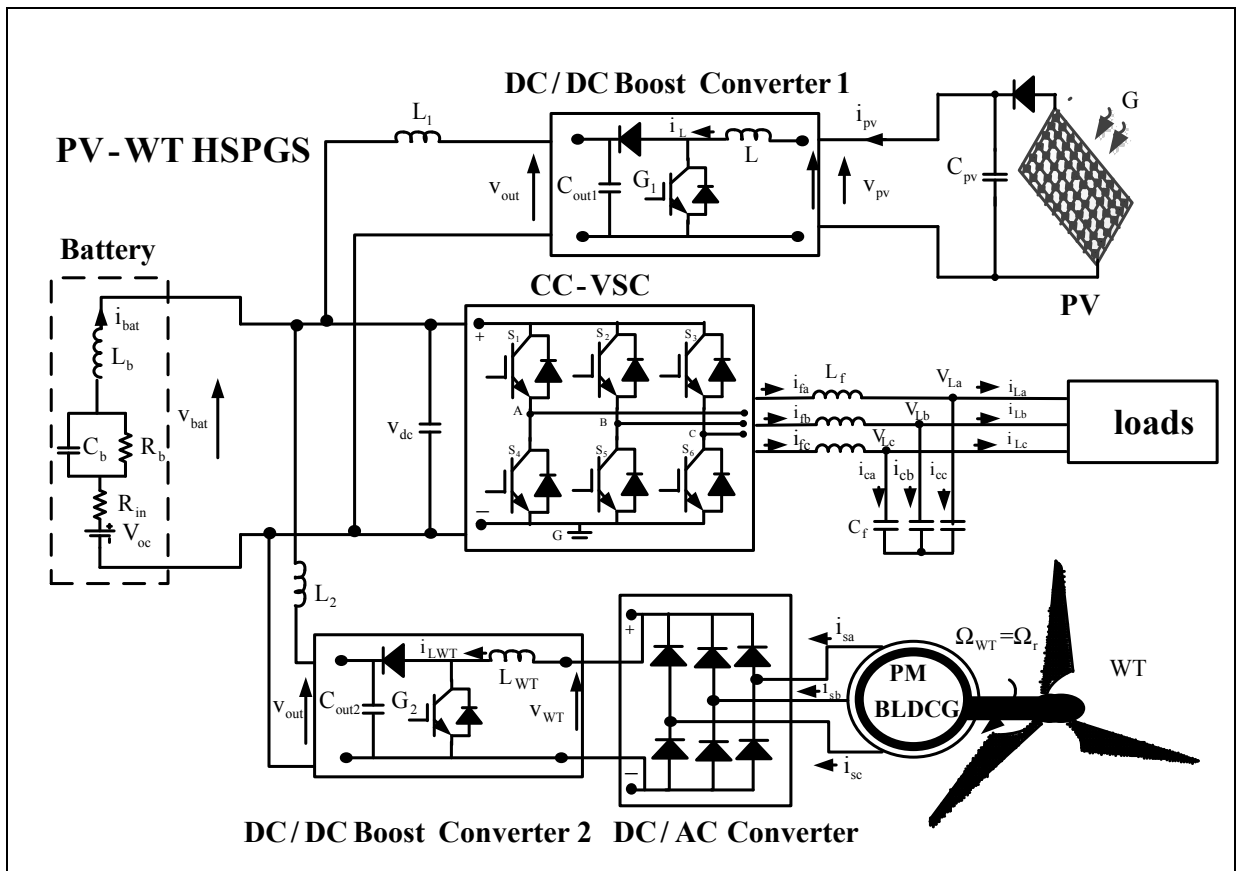 DC/DC Boost Converter 1
PV-WT HSPGS
L1
iL
L
ipv
G
vout
Cout1
G1
vpv
Cpv
PV
Battery
ibat
Lb
Cb
Rb
Rin
Voc
vbat
CC-VSC
vdc
+
S1
S2
S3
A
B
C
S4
S5
S6
–
G
ifa
Lf
VLa
iLa
ifb
VLb
iLb
ifc
VLc
iLc
loads
ica
icb
icc
Cf
L2
iLWT
LWT
vout
Cout2
G2
vWT
+
–
isa
isb
isc
PM
BLDCG
ΩWT=Ωr
WT
DC/DC Boost Converter 2
DC/AC Converter